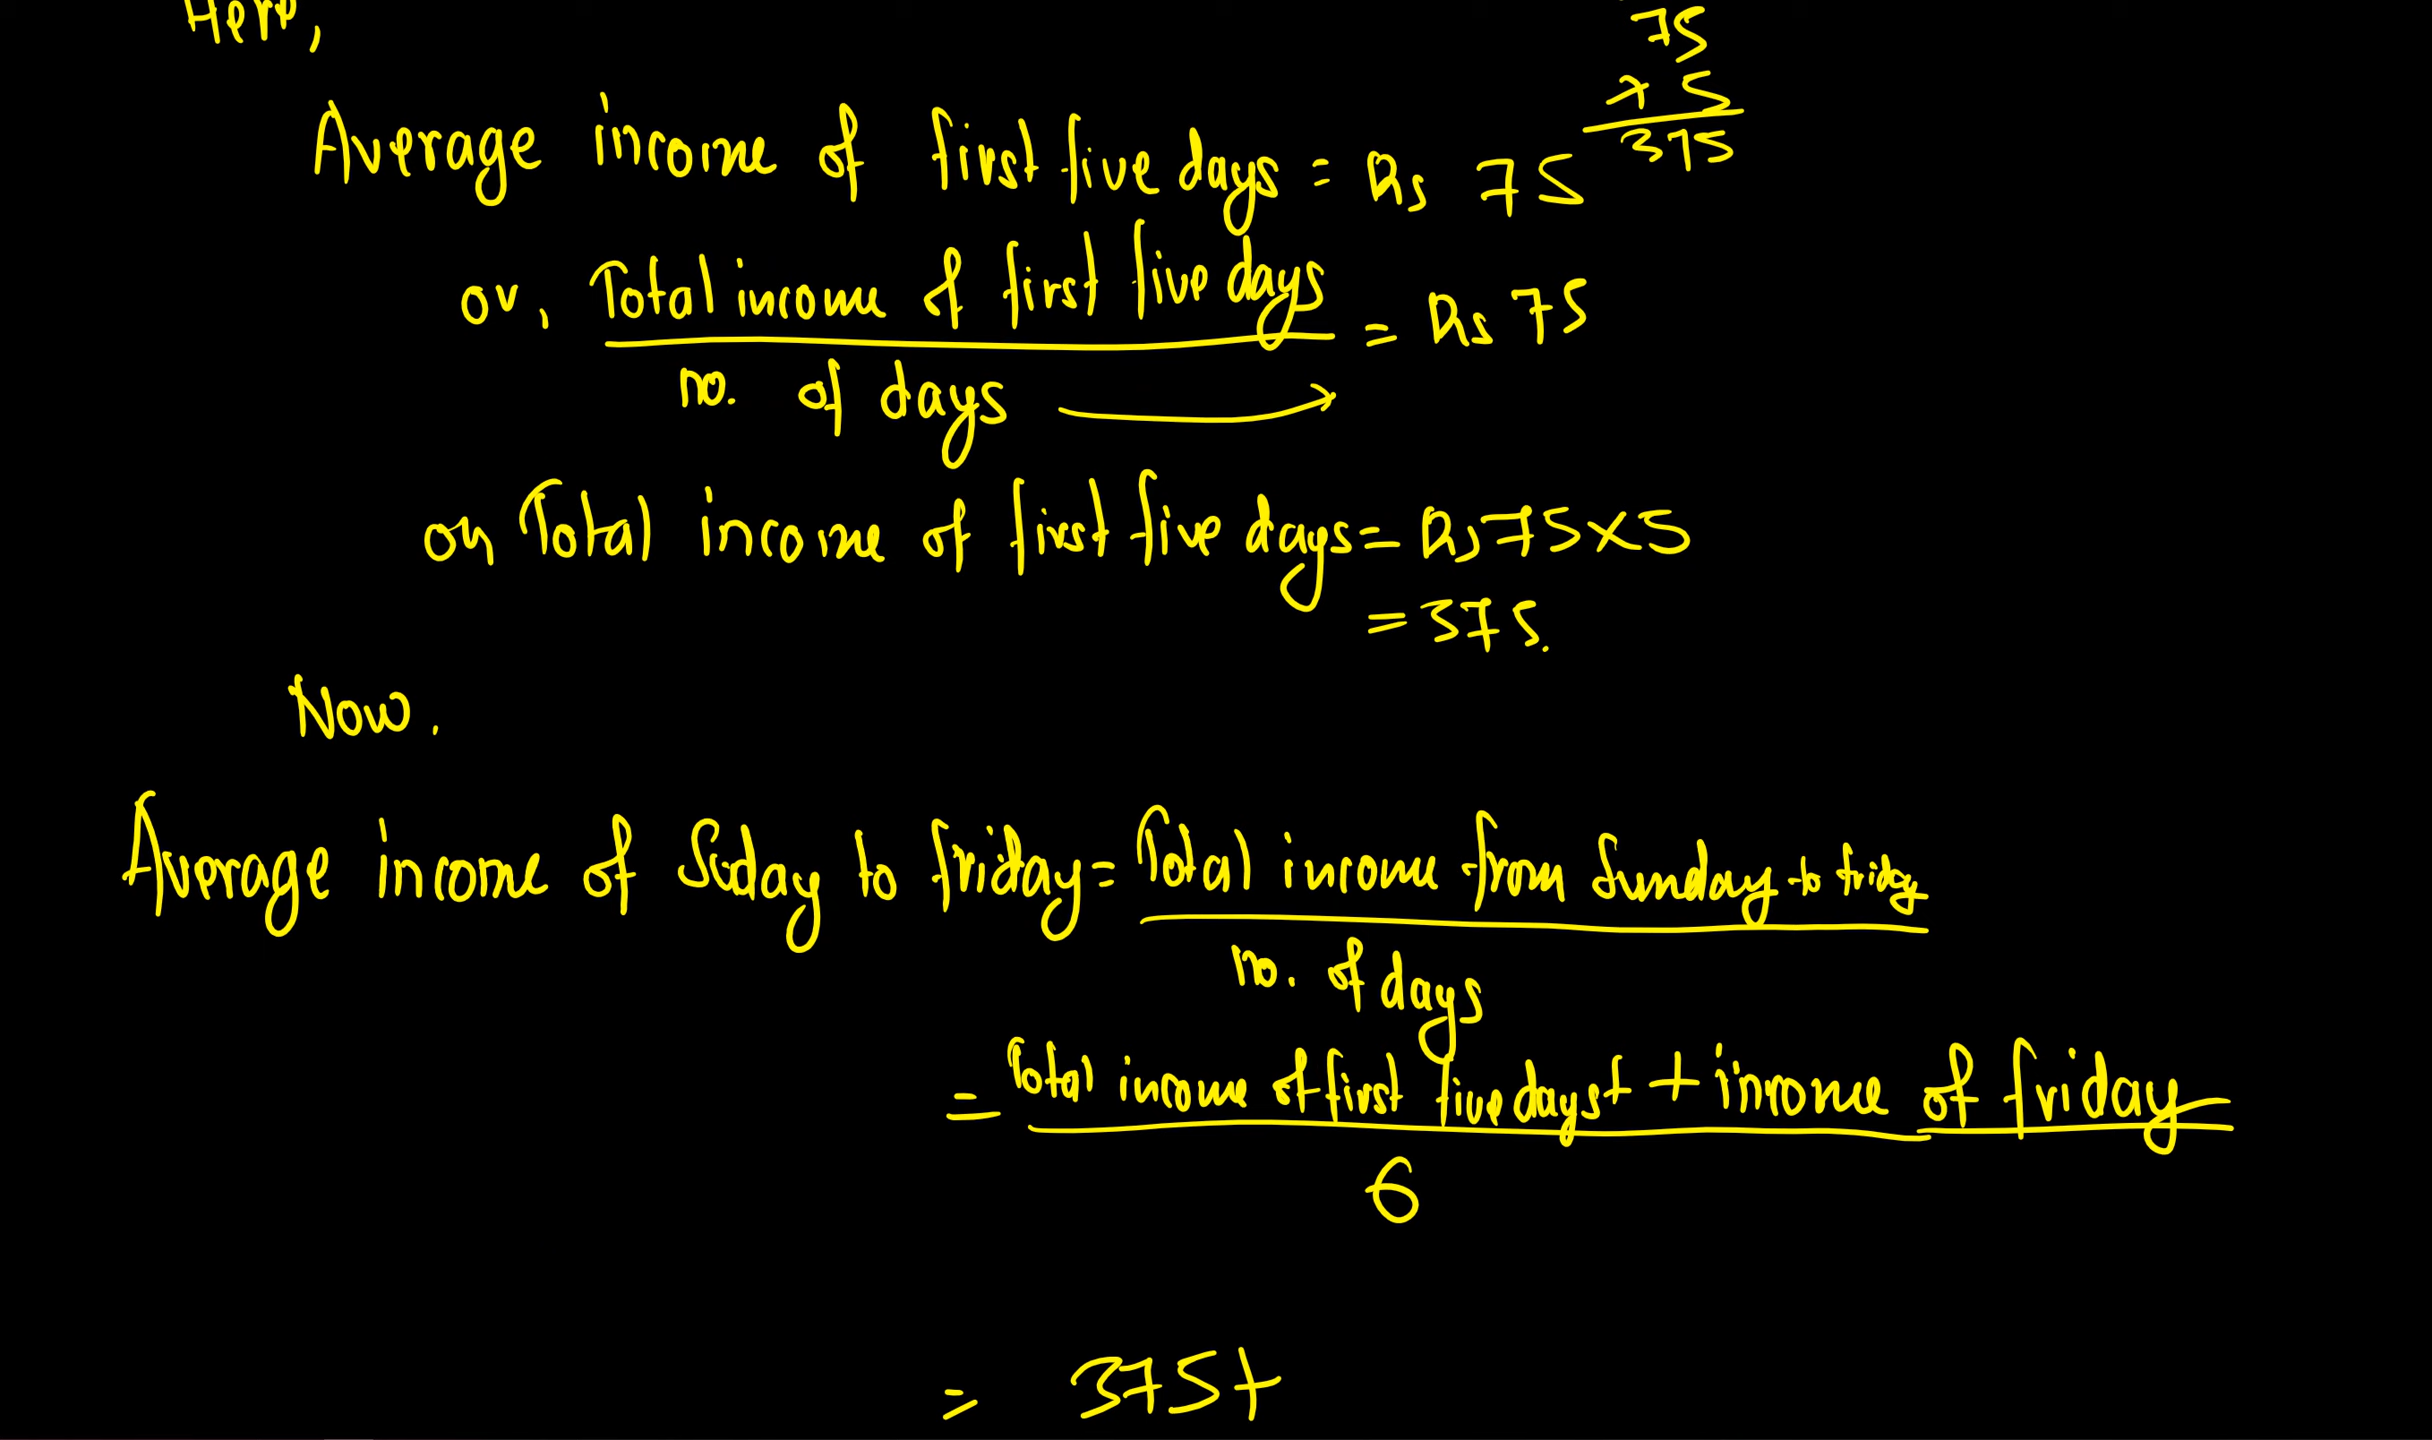 Here,
75
× 5
375
Average income of first five days = Rs 75
or, Total income of first five days = Rs 75
no. of days →
or Total income of first five days = Rs 75×5
= 375.
Now.
Average income of Suday to friday = Total income from Sunday to friday
no. of days
= Total income of first five days+ + income of friday
6
= 375+